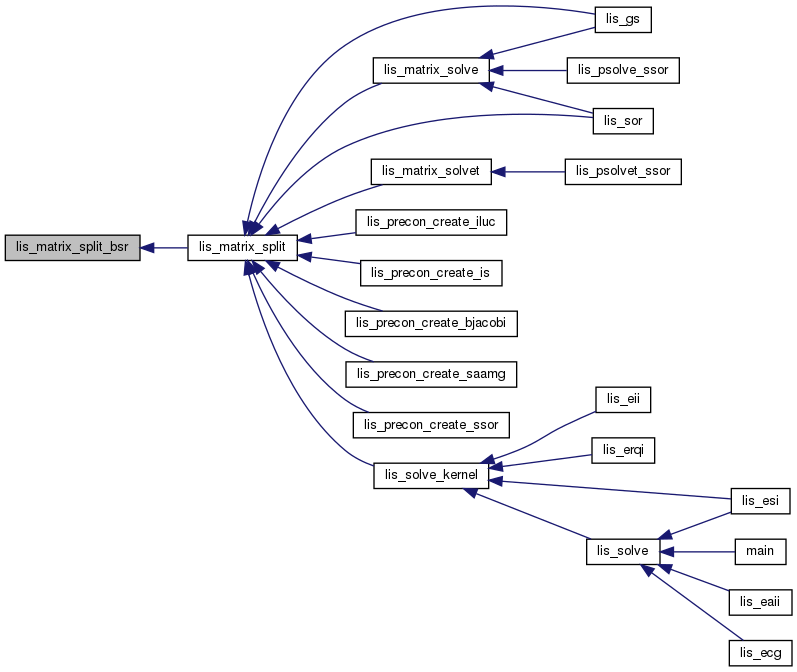 lis_gs
lis_matrix_solve
lis_psolve_ssor
lis_sor
lis_matrix_solvet
lis_psolvet_ssor
lis_precon_create_iluc
lis_matrix_split_bsr
lis_matrix_split
lis_precon_create_is
lis_precon_create_bjacobi
lis_precon_create_saamg
lis_eii
lis_precon_create_ssor
lis_erqi
lis_solve_kernel
lis_esi
lis_solve
main
lis_eaii
lis_ecg